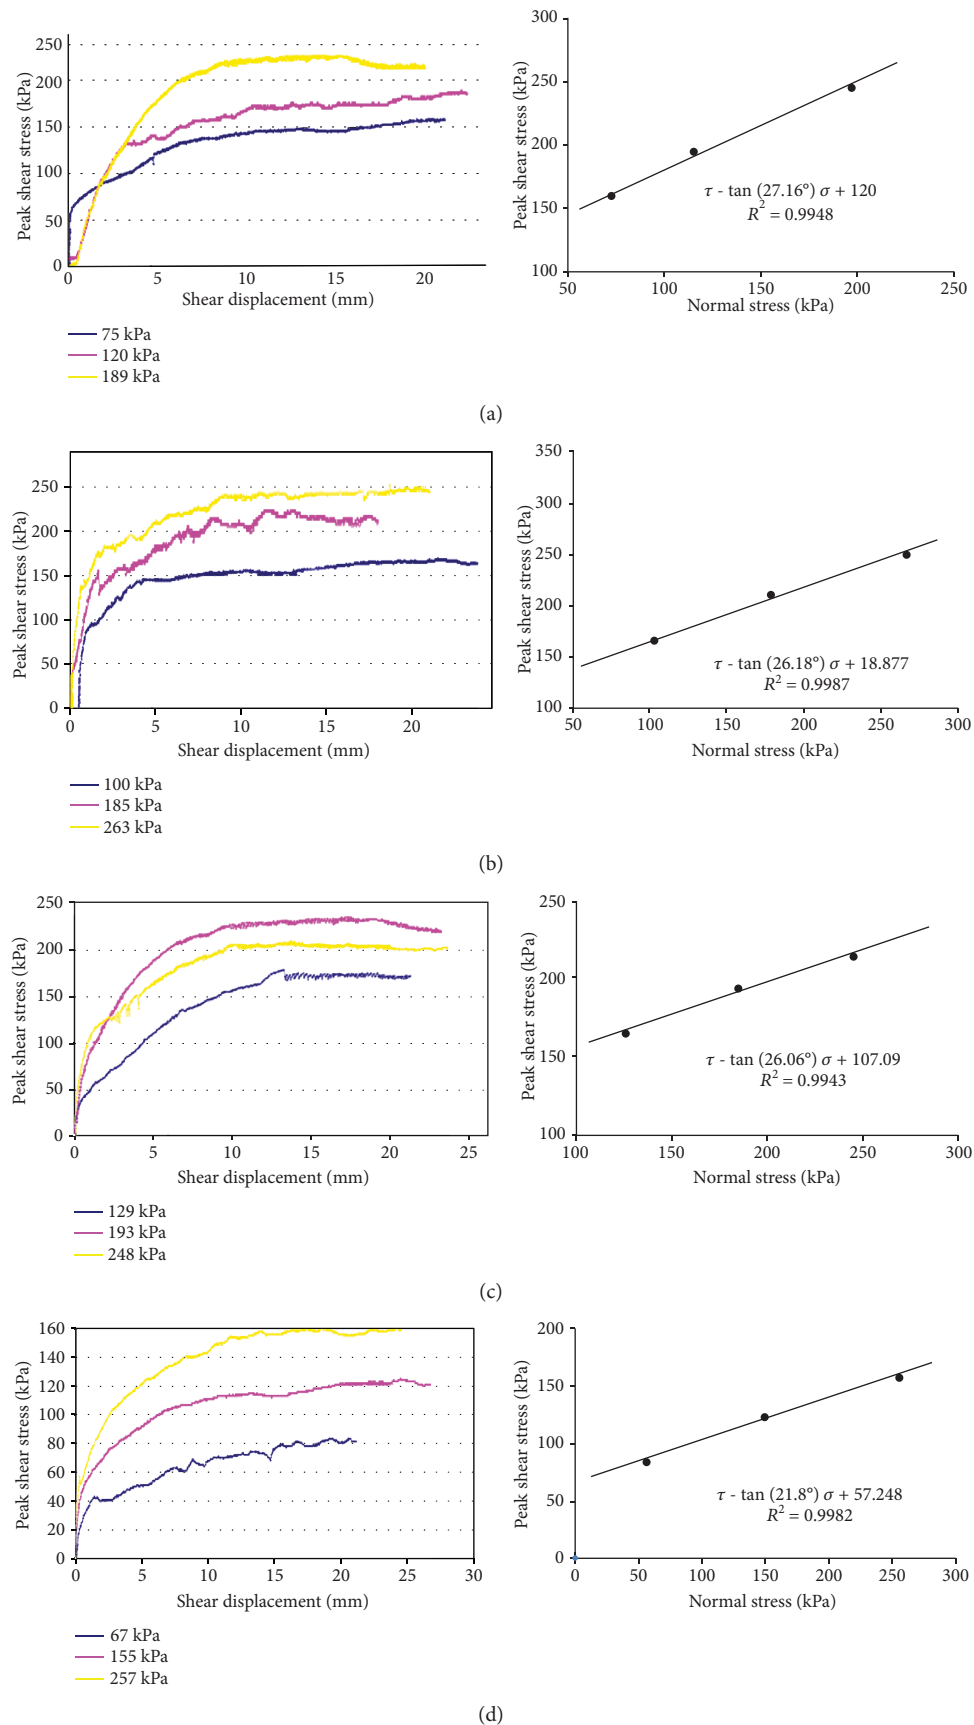 Peak shear stress (kPa)
250
200
150
100
50
0
0 5 10 15 20
Shear displacement (mm)
75 kPa
120 kPa
189 kPa
Peak shear stress (kPa)
300
250
200
150
100
τ - tan (27.16°) σ + 120
R² = 0.9948
50 100 150 200 250
Normal stress (kPa)
(a)
Peak shear stress (kPa)
250
200
150
100
50
0
0 5 10 15 20
Shear displacement (mm)
100 kPa
185 kPa
263 kPa
Peak shear stress (kPa)
350
300
250
200
150
100
τ - tan (26.18°) σ + 18.877
R² = 0.9987
50 100 150 200 250 300
Normal stress (kPa)
(b)
Peak shear stress (kPa)
250
200
150
100
50
0
0 5 10 15 20 25
Shear displacement (mm)
129 kPa
193 kPa
248 kPa
Peak shear stress (kPa)
250
200
150
100
τ - tan (26.06°) σ + 107.09
R² = 0.9943
100 150 200 250 300
Normal stress (kPa)
(c)
Peak shear stress (kPa)
160
120
80
60
40
20
0
0 5 10 15 20 25 30
Shear displacement (mm)
67 kPa
155 kPa
257 kPa
Peak shear stress (kPa)
200
150
100
50
0
τ - tan (21.8°) σ + 57.248
R² = 0.9982
0 50 100 150 200 250 300
Normal stress (kPa)
(d)